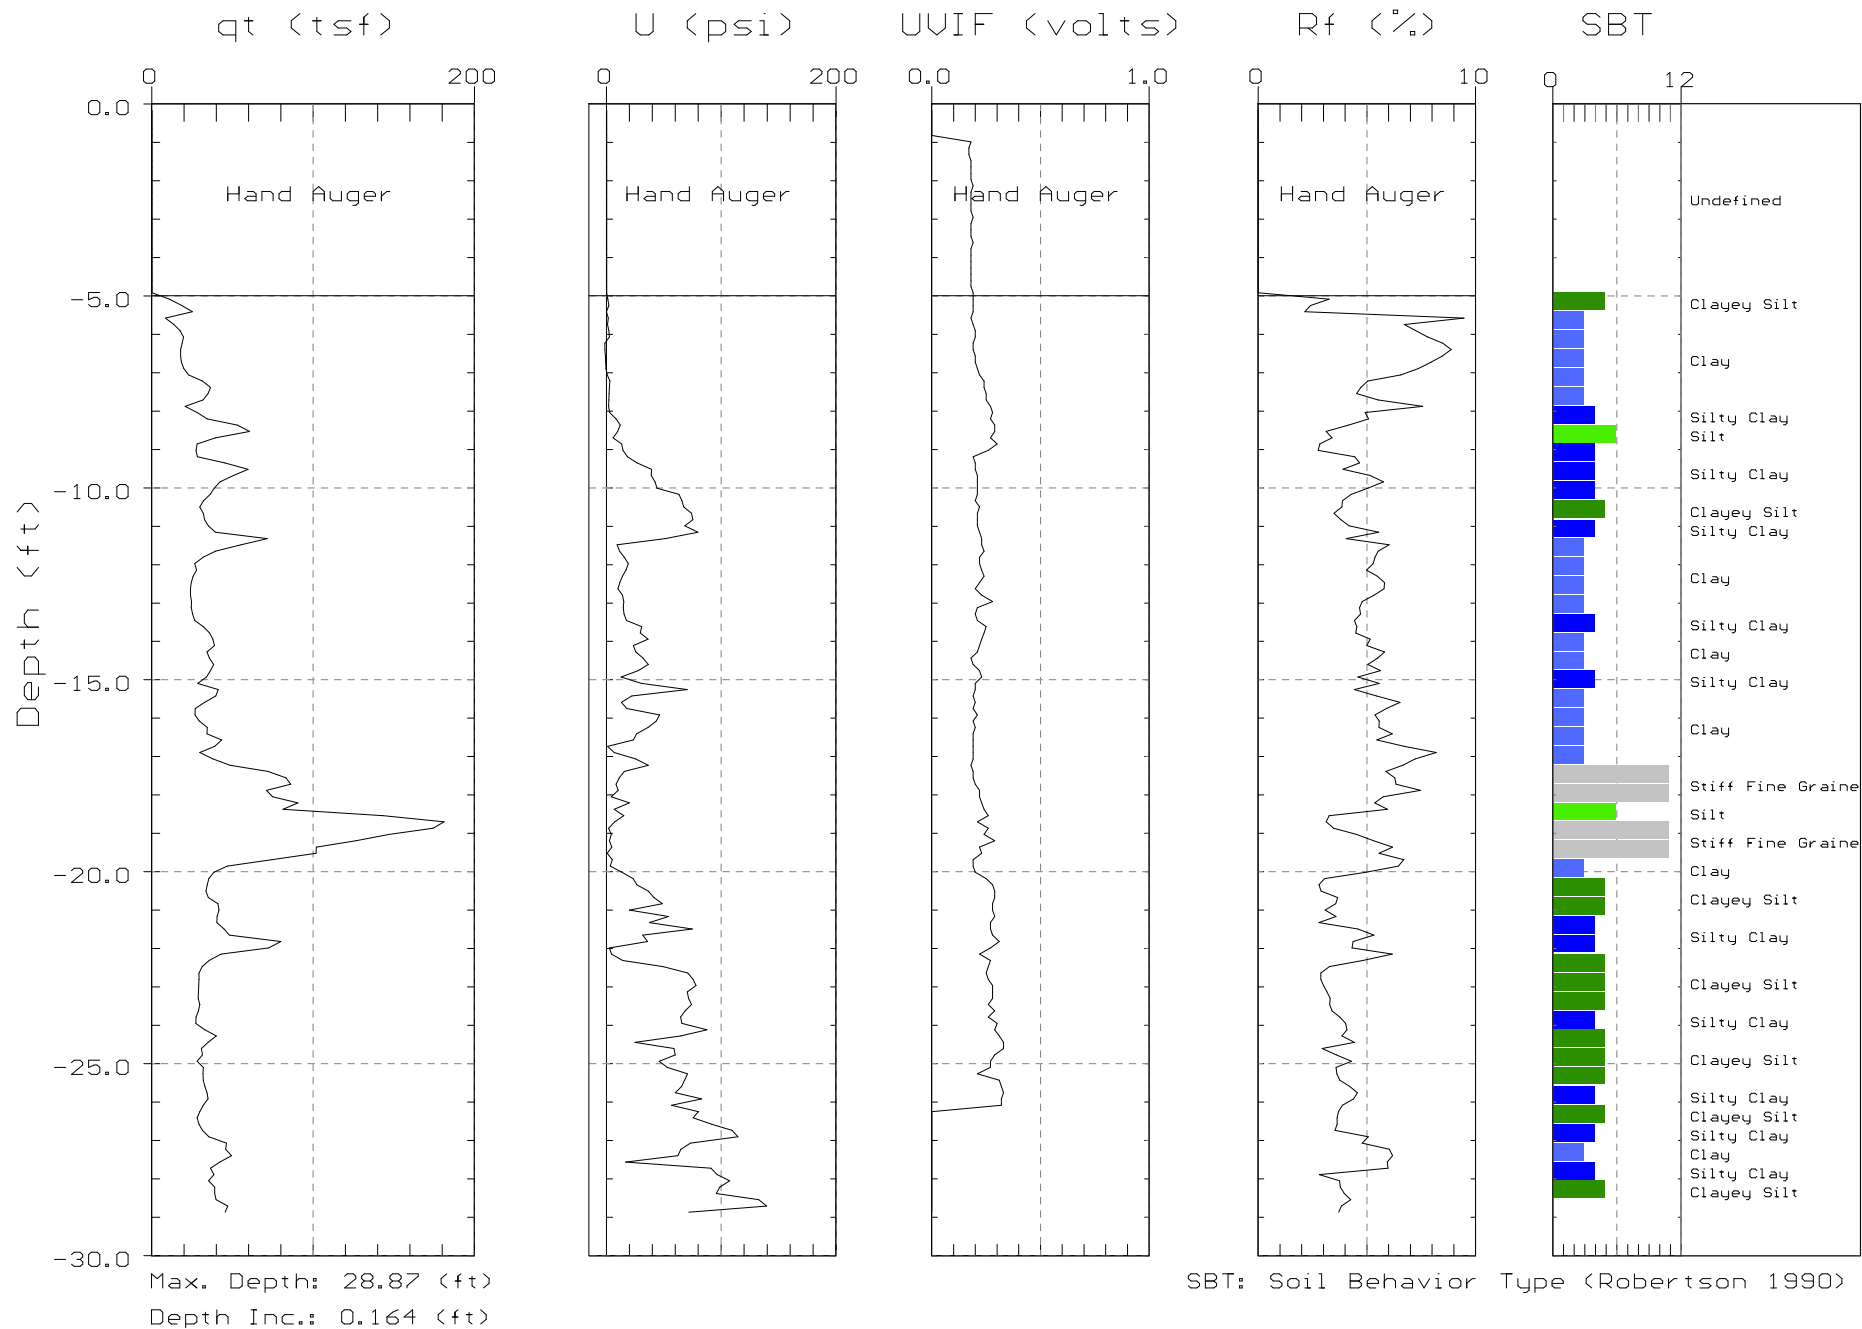 qt (tsf) U (psi) UVIF (volts) Rf (%) SBT
0 200 0 200 0.0 1.0 0 10 0 12
0.0
Hand Auger Hand Auger Hand Auger Hand Auger
Undefined
-5.0
Clayey Silt
Clay
Silty Clay
Silt
Silty Clay
-10.0
Clayey Silt
Silty Clay
Clay
Silty Clay
Clay
-15.0
Silty Clay
Clay
Stiff Fine Graine
Silt
Stiff Fine Graine
-20.0
Clay
Clayey Silt
Silty Clay
Clayey Silt
Silty Clay
-25.0
Clayey Silt
Silty Clay
Clayey Silt
Silty Clay
Clay
Silty Clay
Clayey Silt
-30.0
Depth (ft)
Max. Depth: 28.87 (ft)
SBT: Soil Behavior Type (Robertson 1990)
Depth Inc.: 0.164 (ft)